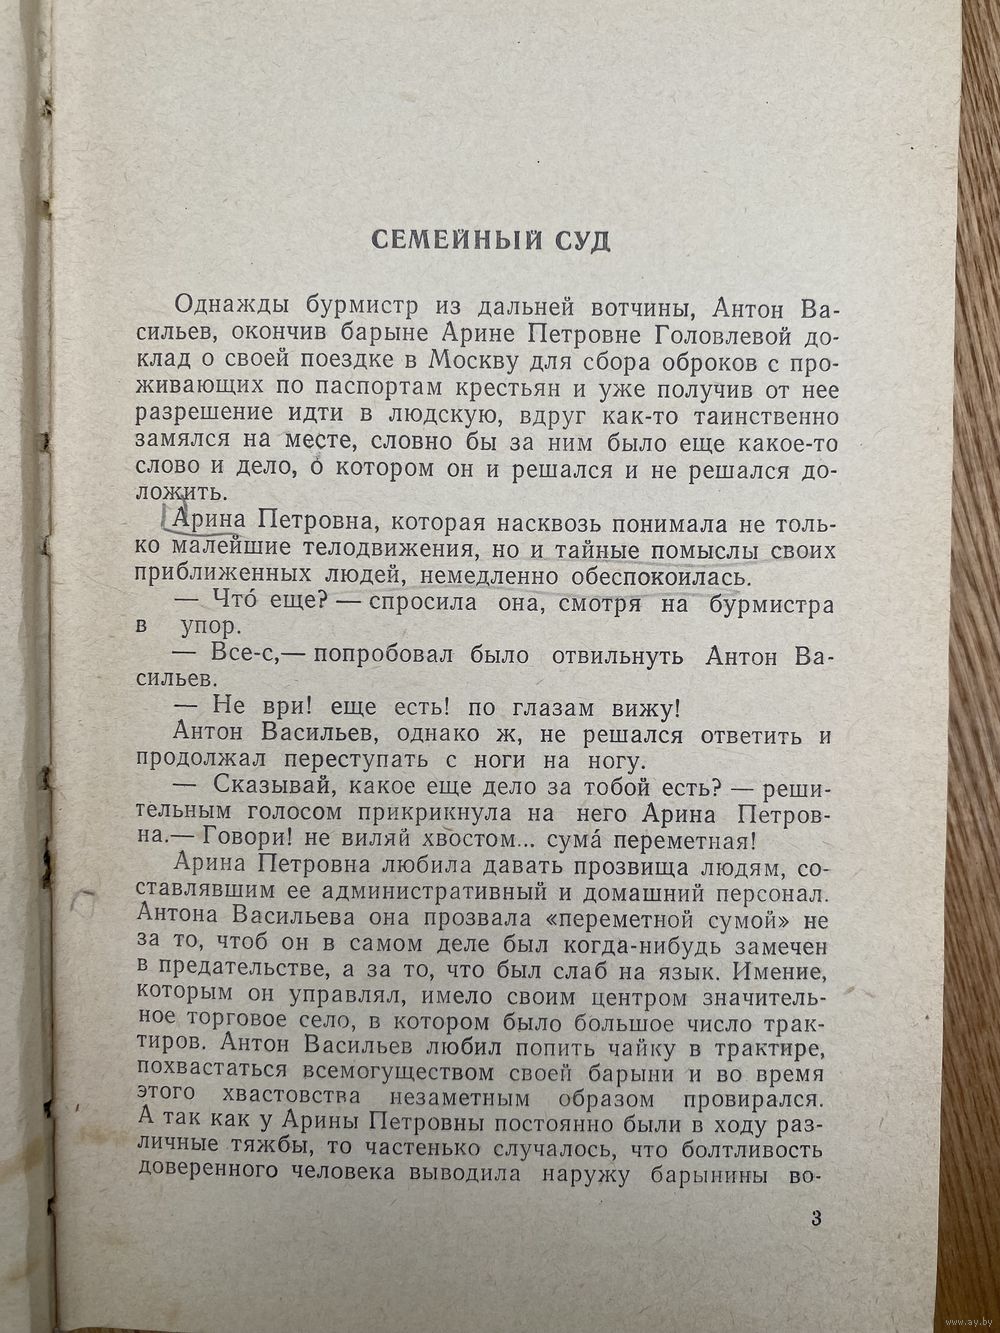 СЕМЕЙНЫЙ СУД
Однажды бурмистр из дальней вотчины, Антон Ва-
сильев, окончив барыне Арине Петровне Головлевой до-
клад о своей поездке в Москву для сбора оброков с про-
живающих по паспортам крестьян и уже получив от нее
разрешение идти в людскую, вдруг как-то таинственно
замялся на месте, словно бы за ним было еще какое-то
слово и дело, о котором он и решался и не решался до-
ложить.
Арина Петровна, которая насквозь понимала не толь-
ко малейшие телодвижения, но и тайные помыслы своих
приближенных людей, немедленно обеспокоилась.
— Что́ еще? — спросила она, смотря на бурмистра
в упор.
— Все-с,— попробовал было отвильнуть Антон Ва-
сильев.
— Не ври! еще есть! по глазам вижу!
Антон Васильев, однако ж, не решался ответить и
продолжал переступать с ноги на ногу.
— Сказывай, какое еще дело за тобой есть? — реши-
тельным голосом прикрикнула на него Арина Петров-
на.— Говори! не виляй хвостом... сума́ переметная!
Арина Петровна любила давать прозвища людям, со-
ставлявшим ее административный и домашний персонал.
Антона Васильева она прозвала «переметной сумой» не
за то, чтоб он в самом деле был когда-нибудь замечен
в предательстве, а за то, что был слаб на язык. Имение,
которым он управлял, имело своим центром значитель-
ное торговое село, в котором было большое число трак-
тиров. Антон Васильев любил попить чайку в трактире,
похвастаться всемогуществом своей барыни и во время
этого хвастовства незаметным образом провирался.
А так как у Арины Петровны постоянно были в ходу раз-
личные тяжбы, то частенько случалось, что болтливость
доверенного человека выводила наружу барынины во-
3
www.ay.by